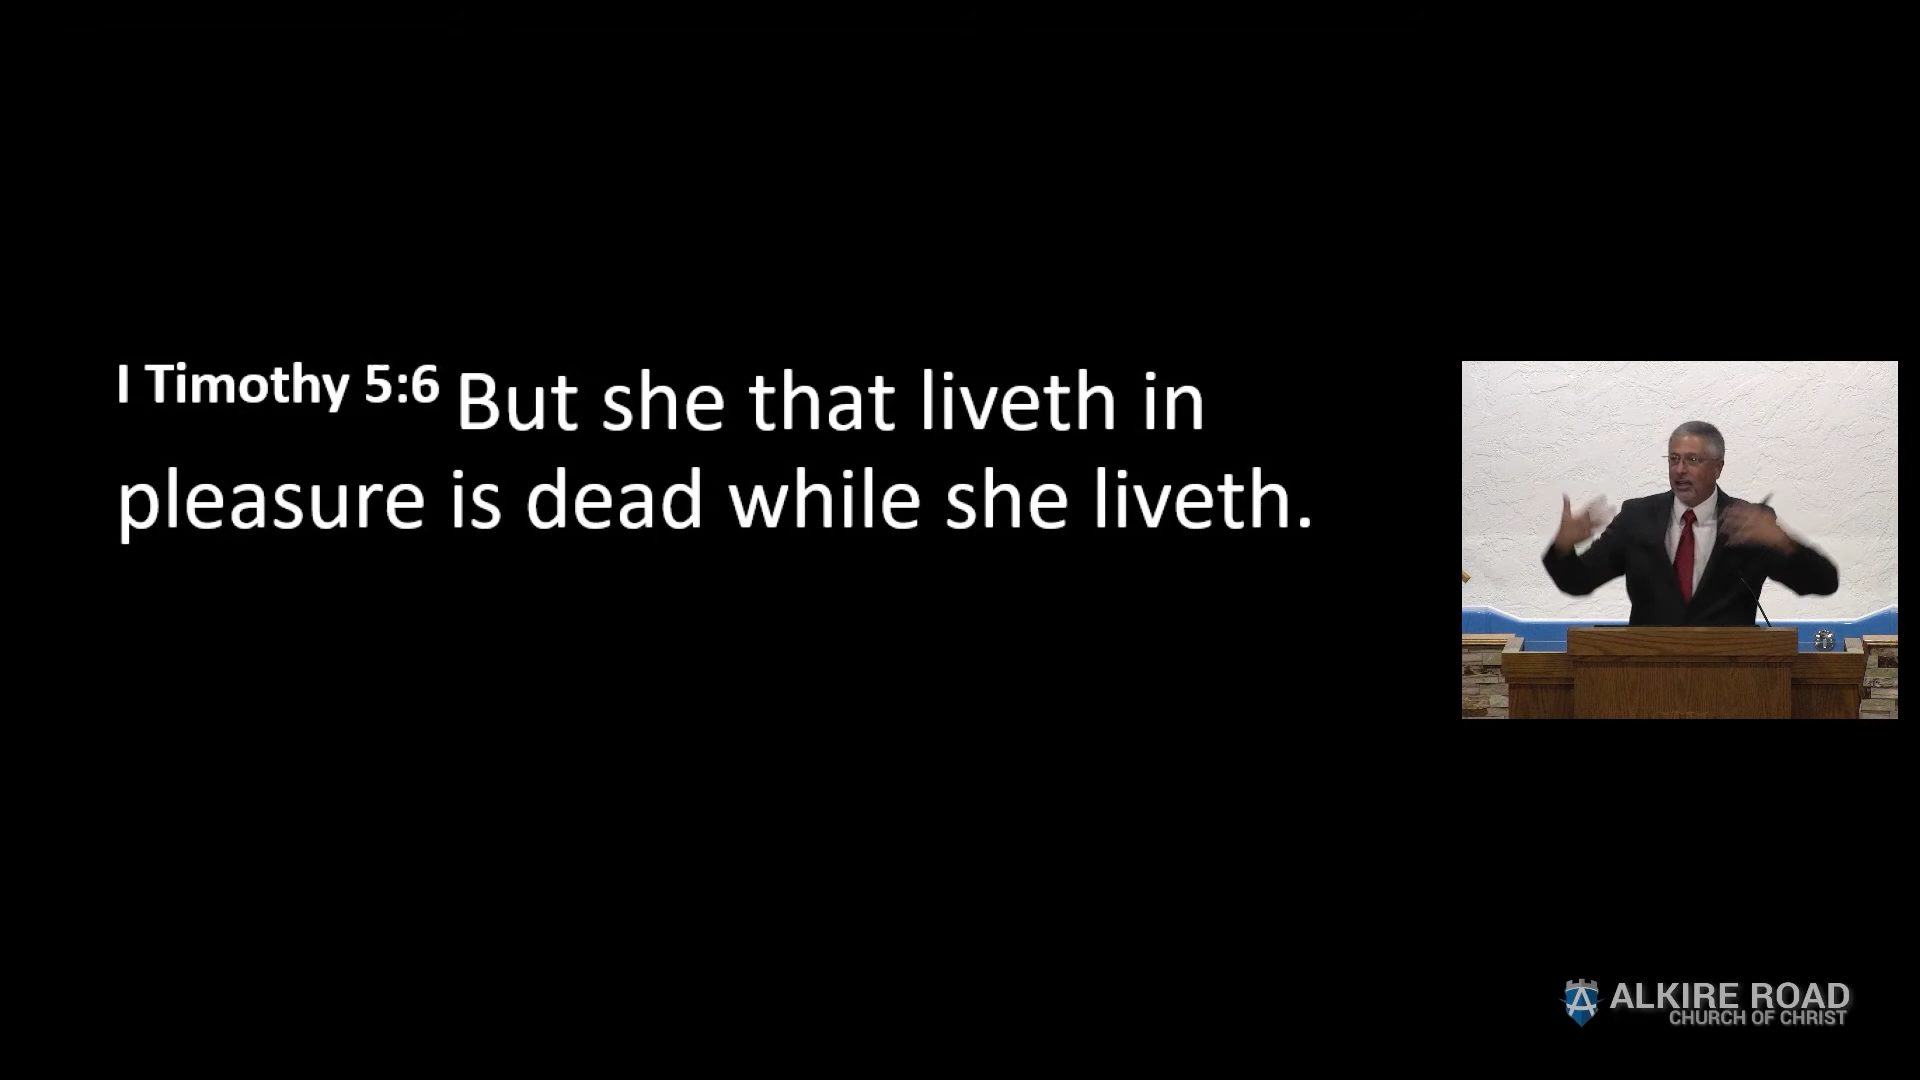 I Timothy 5:6 But she that liveth in
pleasure is dead while she liveth.
ALKIRE ROAD
CHURCH OF CHRIST